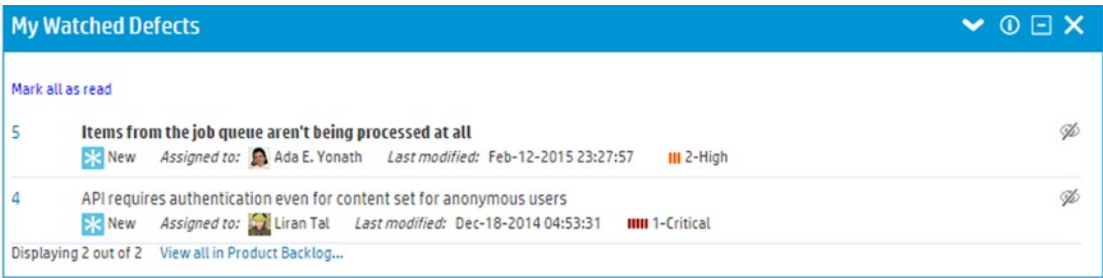 My Watched Defects
Mark all as read
5 Items from the job queue aren't being processed at all
New Assigned to: Ada E. Yonath Last modified: Feb-12-2015 23:27:57 2-High
4 API requires authentication even for content set for anonymous users
New Assigned to: Liran Tal Last modified: Dec-18-2014 04:53:31 1-Critical
Displaying 2 out of 2 View all in Product Backlog...